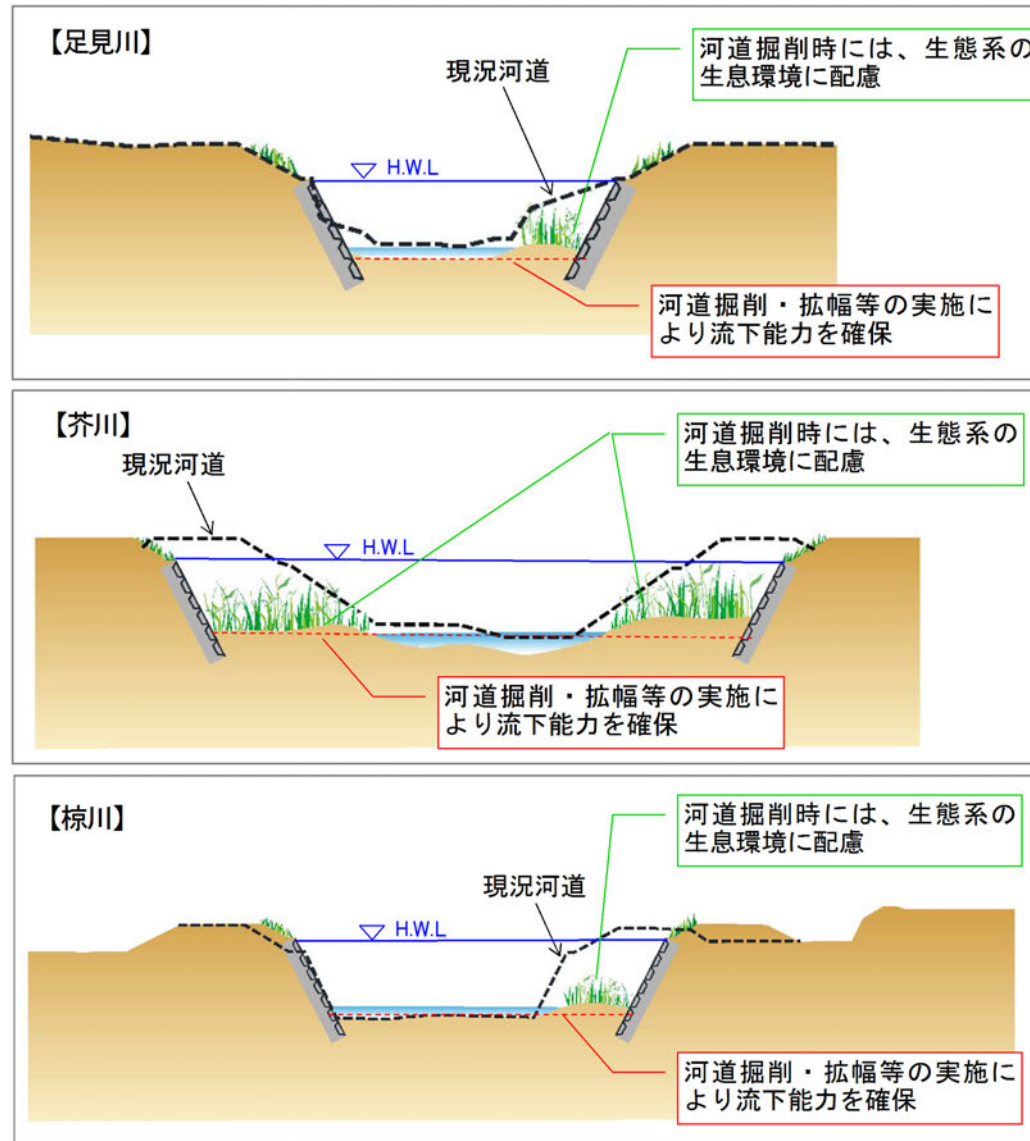 【足見川】
現況河道
河道掘削時には、生態系の
生息環境に配慮
H.W.L
河道掘削・拡幅等の実施に
より流下能力を確保
【芥川】
現況河道
河道掘削時には、生態系の
生息環境に配慮
H.W.L
河道掘削・拡幅等の実施に
より流下能力を確保
【椋川】
河道掘削時には、生態系の
生息環境に配慮
現況河道
H.W.L
河道掘削・拡幅等の実施に
より流下能力を確保